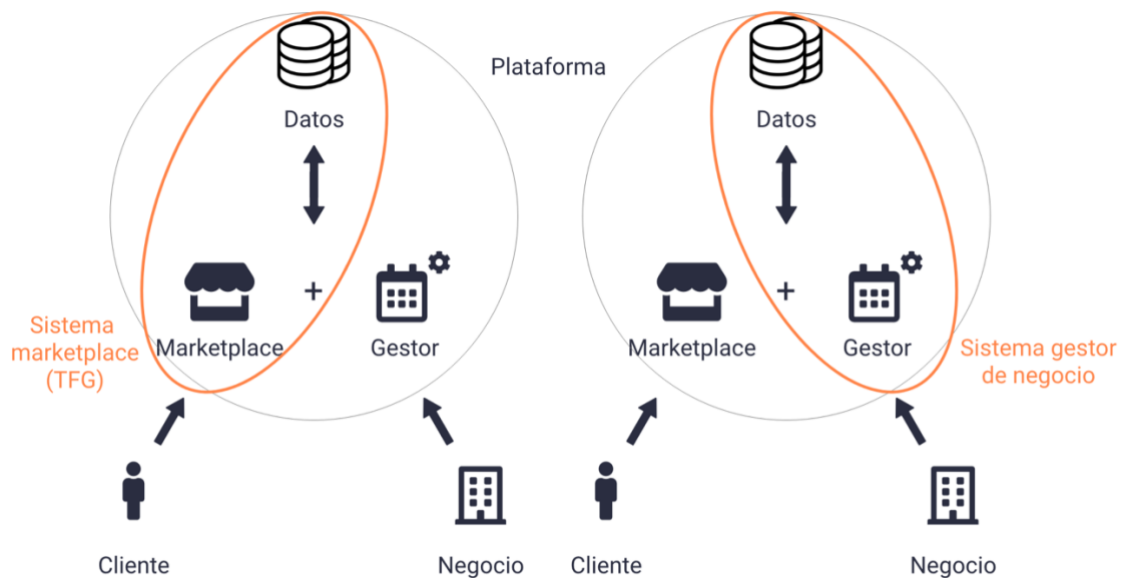 Plataforma
Datos
Datos
+
+
Marketplace
Gestor
Marketplace
Gestor
Sistema
marketplace
(TFG)
Sistema gestor
de negocio
Cliente
Negocio
Cliente
Negocio